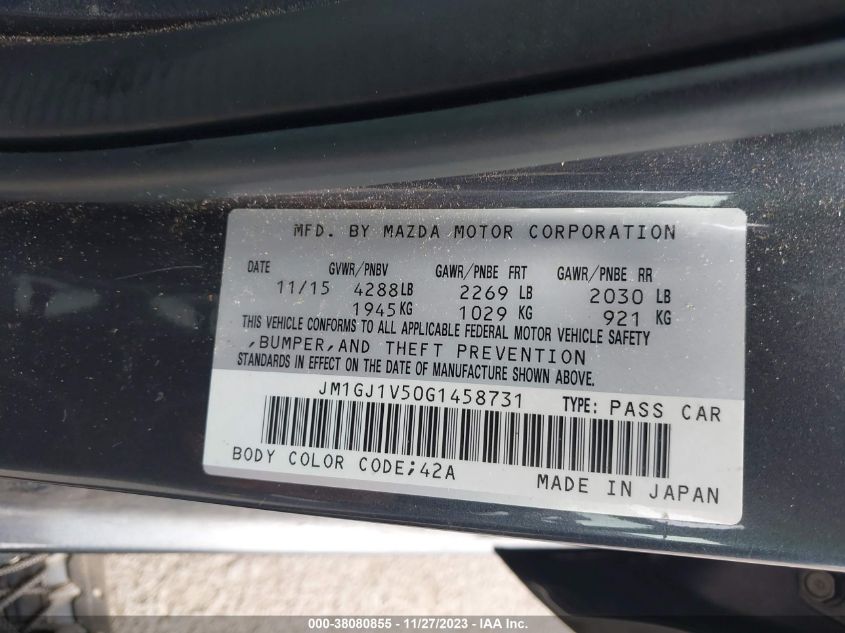 MFD. BY MAZDA MOTOR CORPORATION
DATE GVWR/PNBV GAWR/PNBE FRT GAWR/PNBE RR
11/15 4288LB 2269 LB 2030 LB
1945KG 1029 KG 921 KG
THIS VEHICLE CONFORMS TO ALL APPLICABLE FEDERAL MOTOR VEHICLE SAFETY
,BUMPER,AND THEFT PREVENTION
STANDARDS IN EFFECT ON THE DATE OF MANUFACTURE SHOWN ABOVE.
JM1GJ1V50G1458731 TYPE: PASS CAR
BODY COLOR CODE;42A
MADE IN JAPAN
000-38080855 - 11/27/2023 - IAA Inc.